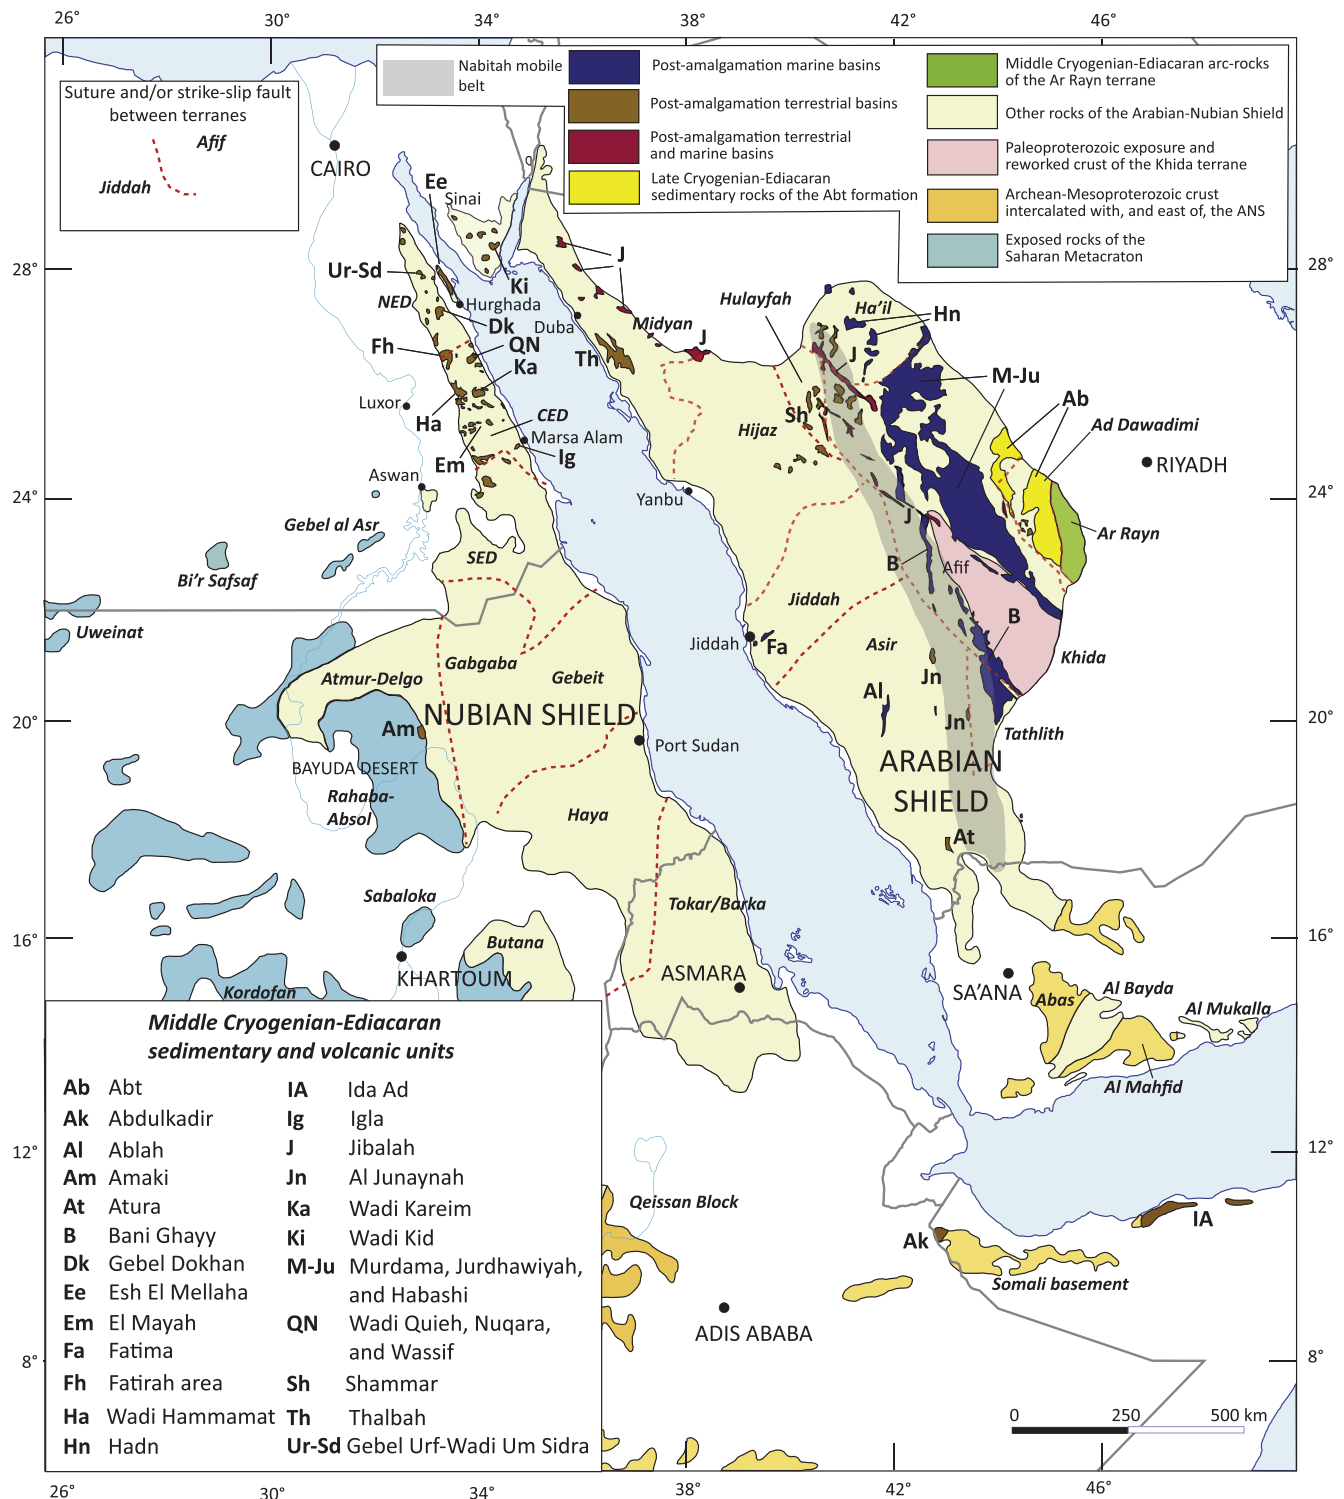 26°
30°
34°
38°
42°
46°
Suture and/or strike-slip fault
between terranes
Afif
Jiddah
Nabitah mobile
belt
Post-amalgamation marine basins
Post-amalgamation terrestrial basins
Post-amalgamation terrestrial
and marine basins
Late Cryogenian-Ediacaran
sedimentary rocks of the Abt formation
Middle Cryogenian-Ediacaran arc-rocks
of the Ar Rayn terrane
Other rocks of the Arabian-Nubian Shield
Paleoproterozoic exposure and
reworked crust of the Khida terrane
Archean-Mesoproterozoic crust
intercalated with, and east of, the ANS
Exposed rocks of the
Saharan Metacraton
CAIRO
Ee
Sinai
J
28°
28°
Ur-Sd
Ki
NED
Hurghada
Hulayfah
Ha'il
Hn
Dk
Duba
Midyan
Fh
QN
Th
J
J
Ka
M-Ju
Luxor
Ha
CED
Sh
Ab
Ad Dawadimi
Hijaz
Marsa Alam
Em
Ig
RIYADH
Aswan
24°
Yanbu
24°
Gebel al Asr
J
Ar Rayn
SED
B
Afif
Bi'r Safsaf
Jiddah
B
Uweinat
Jiddah
Fa
Asir
Khida
Gabgaba
Atmur-Delgo
Gebeit
Jn
Al
20°
NUBIAN SHIELD
20°
Am
Jn
Tathlith
Port Sudan
BAYUDA DESERT
ARABIAN
SHIELD
Rahaba-
Absol
Haya
At
Sabaloka
Tokar/Barka
16°
16°
Butana
KHARTOUM
ASMARA
SA'ANA
Abas
Al Bayda
Kordofan
Al Mukalla
Al Mahfid
Middle Cryogenian-Ediacaran
sedimentary and volcanic units
Ab Abt
Ak Abdulkadir
Al Ablah
Am Amaki
At Atura
B Bani Ghayy
Dk Gebel Dokhan
Ee Esh El Mellaha
Em El Mayah
Fa Fatima
Fh Fatirah area
Ha Wadi Hammamat
Hn Hadn
IA Ida Ad
Ig Igla
J Jibalah
Jn Al Junaynah
Ka Wadi Kareim
Ki Wadi Kid
M-Ju Murdama, Jurdhawiyah,
and Habashi
QN Wadi Quieh, Nuqara,
and Wassif
Sh Shammar
Th Thalbah
Ur-Sd Gebel Urf-Wadi Um Sidra
12°
12°
Qeissan Block
IA
Ak
Somali basement
ADIS ABABA
8°
8°
0 250 500 km
26°
30°
34°
38°
42°
46°